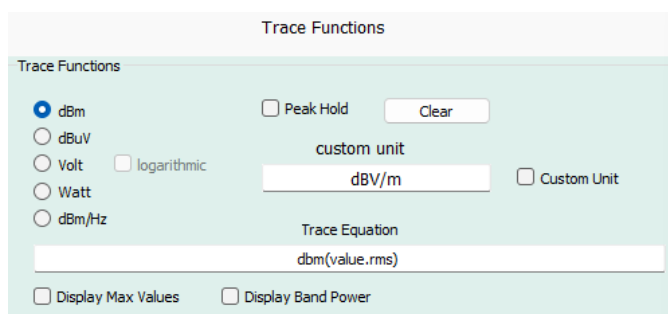 Trace Functions
Trace Functions
dBm
Peak Hold
Clear
dBuV
custom unit
Volt
logarithmic
dBV/m
Custom Unit
Watt
dBm/Hz
Trace Equation
dbm(value.rms)
Display Max Values
Display Band Power